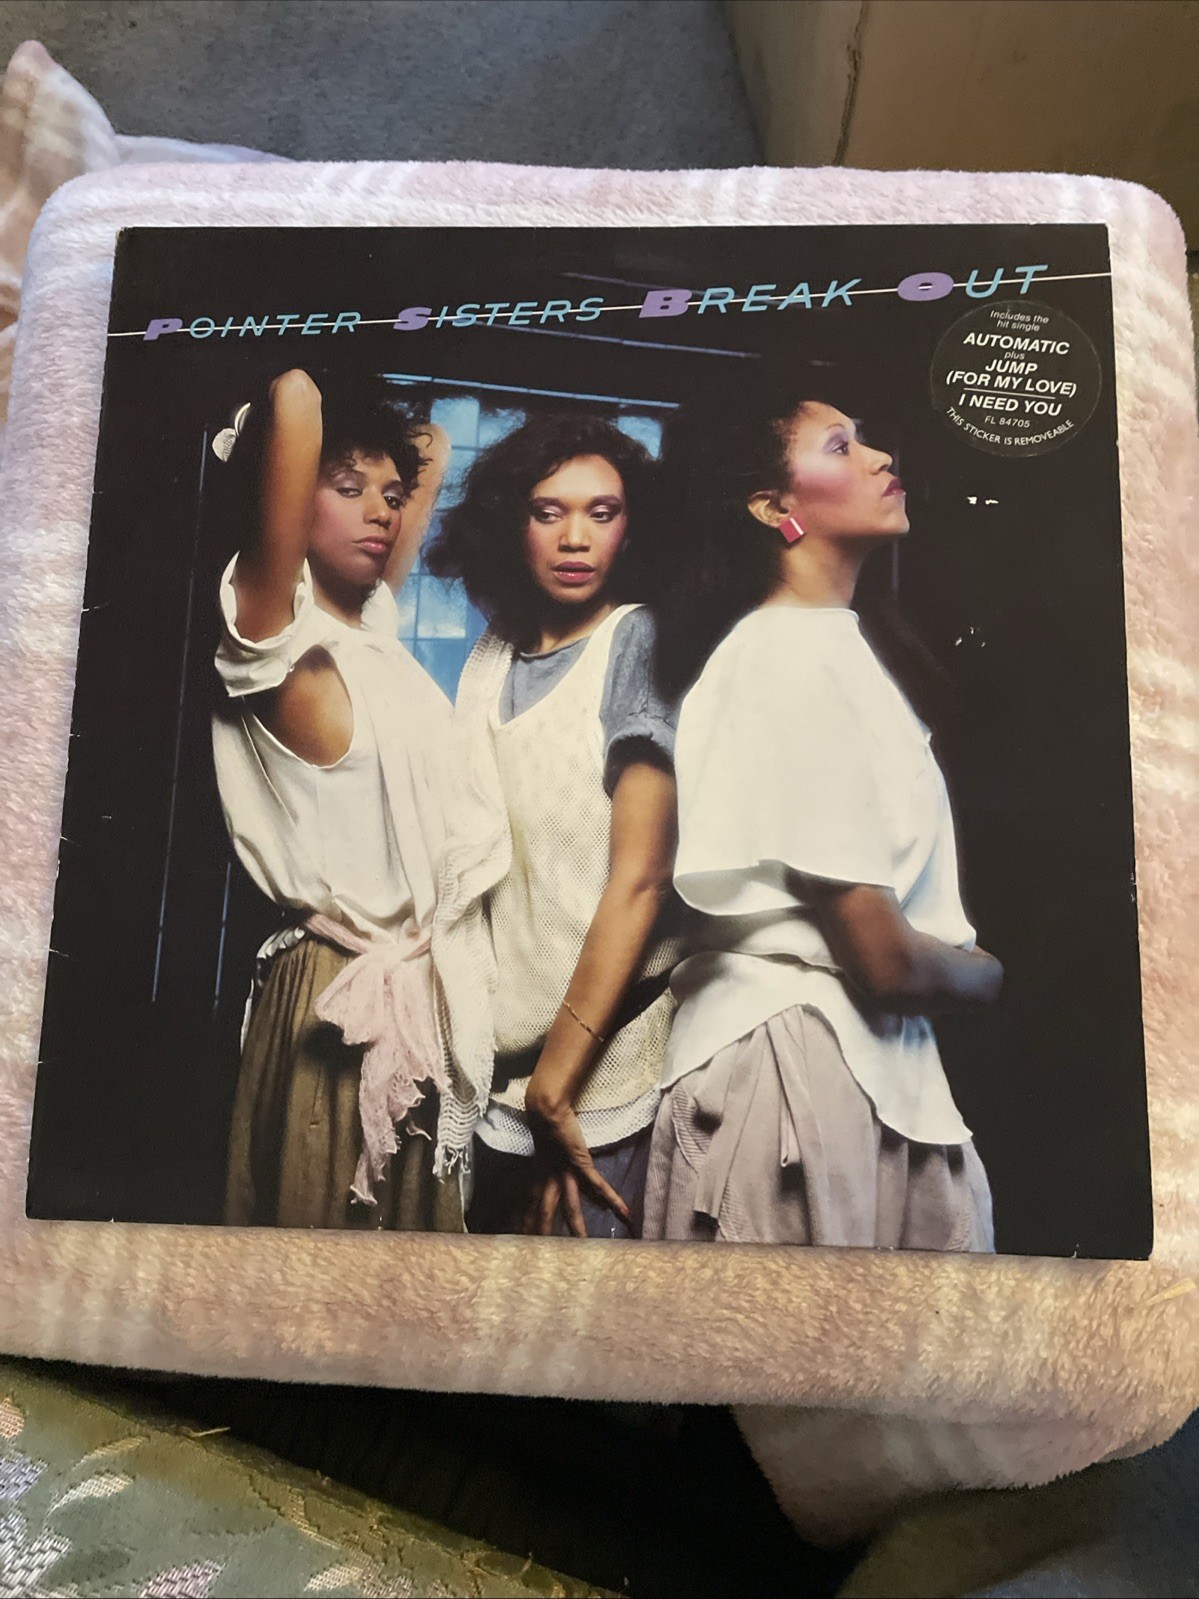 POINTER SISTERS BREAK OUT
Includes the
hit single
AUTOMATIC
plus
JUMP
(FOR MY LOVE)
I NEED YOU
FL 84705
THIS STICKER IS REMOVEABLE